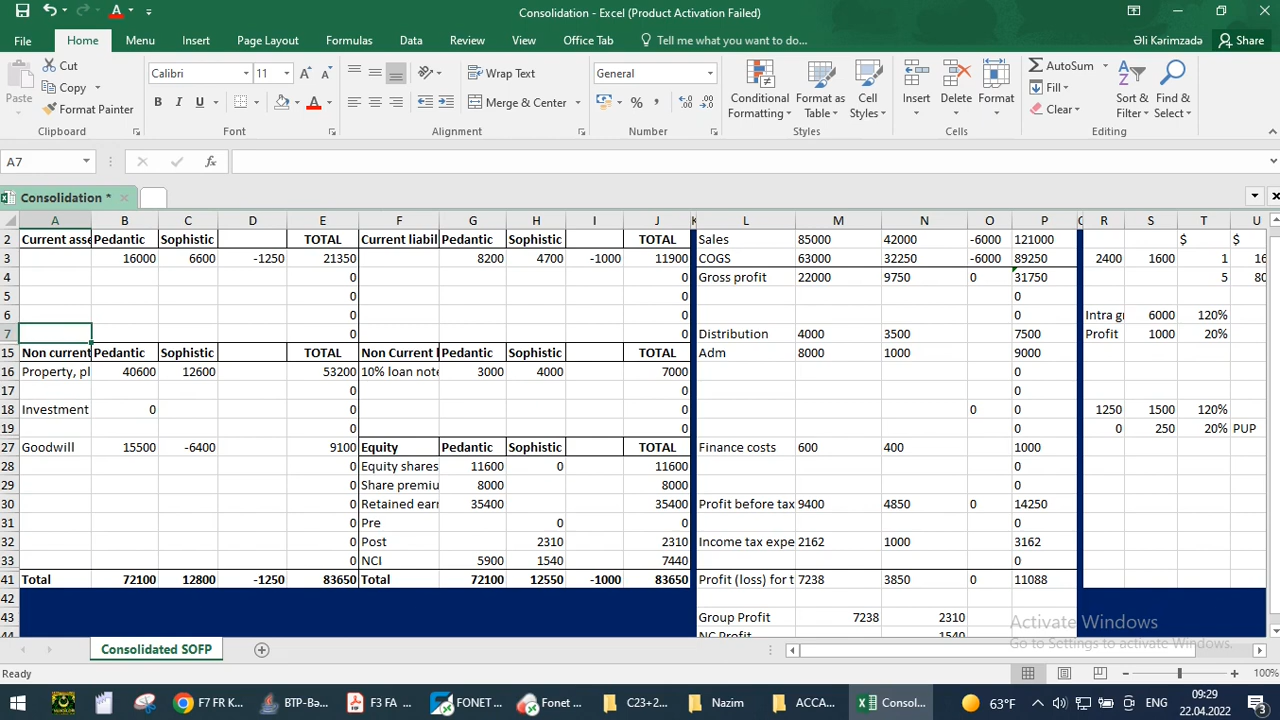 Consolidation - Excel (Product Activation Failed)
File Home Menu Insert Page Layout Formulas Data Review View Office Tab Tell me what you want to do... Əli Kərimzadə Share
Cut
Copy
Format Painter
Paste
Calibri 11
B I U
Wrap Text
Merge & Center
General
% ,
Conditional Formatting
Format as Table
Cell Styles
Insert Delete Format
AutoSum
Fill
Clear
Sort & Filter
Find & Select
Clipboard Font Alignment Number Styles Cells Editing
A7 fx
Consolidation *
A B C D E F G H I J K L M N O P R S T U
2 Current asse Pedantic Sophistic TOTAL Current liabil Pedantic Sophistic TOTAL Sales 85000 42000 -6000 121000 $ $
3 16000 6600 -1250 21350 8200 4700 -1000 11900 COGS 63000 32250 -6000 89250 2400 1600 1 16
4 0 0 Gross profit 22000 9750 0 31750 5 80
5 0 0 0
6 0 0 0 Intra g 6000 120%
7 0 0 Distribution 4000 3500 7500 Profit 1000 20%
15 Non current Pedantic Sophistic TOTAL Non Current l Pedantic Sophistic TOTAL Adm 8000 1000 9000
16 Property, pl 40600 12600 53200 10% loan note 3000 4000 7000 0
17 0 0 0
18 Investment 0 0 0 0 0 1250 1500 120%
19 0 0 0 0 250 20% PUP
27 Goodwill 15500 -6400 9100 Equity Pedantic Sophistic TOTAL Finance costs 600 400 1000
28 0 Equity shares 11600 0 11600 0
29 0 Share premiu 8000 8000 0
30 0 Retained earn 35400 35400 Profit before tax 9400 4850 0 14250
31 0 Pre 0 0 0
32 0 Post 2310 2310 Income tax expe 2162 1000 3162
33 0 NCI 5900 1540 7440 0
41 Total 72100 12800 -1250 83650 Total 72100 12550 -1000 83650 Profit (loss) for t 7238 3850 0 11088
42
43 Group Profit 7238 2310
44 NC Profit 1540
Activate Windows
Go to Settings to activate Windows.
Consolidated SOFP
Ready 100%
F7 FR K... BTP-Bə... F3 FA ... FONET ... Fonet ... C23+2... Nazim ACCA... Consol... 63°F ENG 09:29
22.04.2022
3